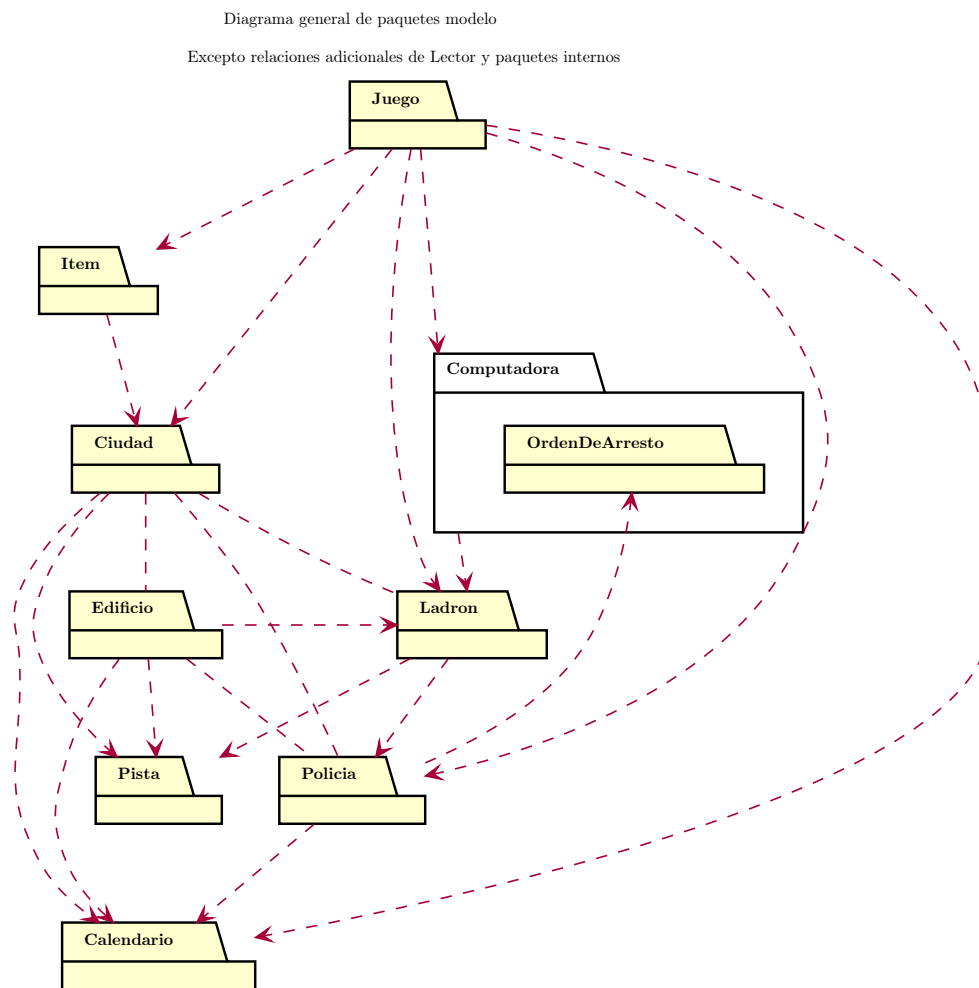 Diagrama general de paquetes modelo
Excepto relaciones adicionales de Lector y paquetes internos
Juego
Item
Computadora
Ciudad
OrdenDeArresto
Edificio
Ladron
Pista
Policia
Calendario